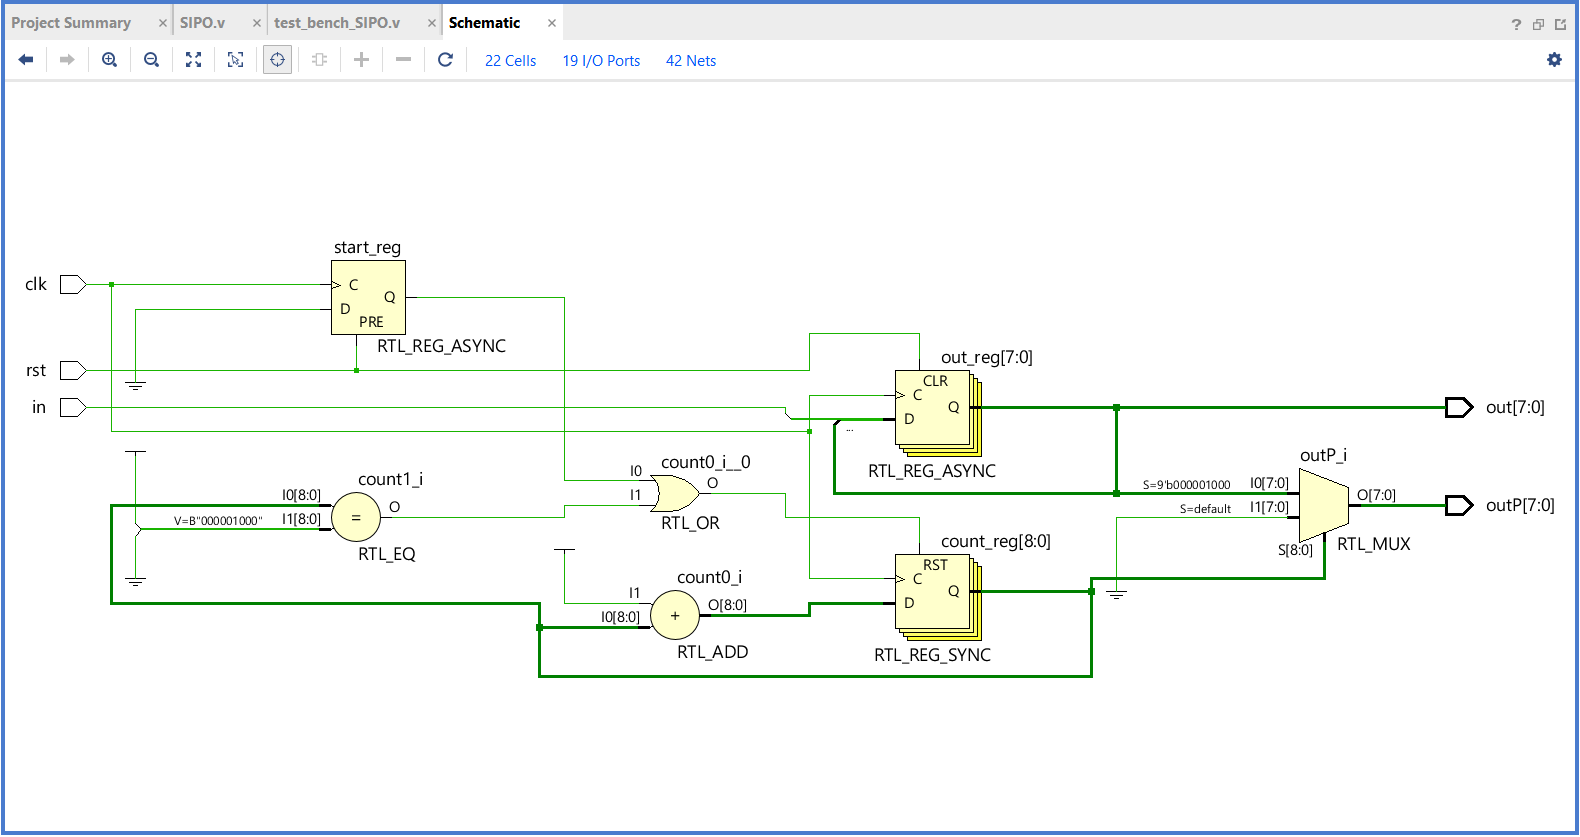 Project Summary × SIPO.v × test_bench_SIPO.v × Schematic ×
?
22 Cells 19 I/O Ports 42 Nets
start_reg
clk
C
Q
D
PRE
RTL_REG_ASYNC
rst
in
out_reg[7:0]
CLR
C
Q
D
...
RTL_REG_ASYNC
out[7:0]
count1_i
I0[8:0]
O
V=B"000001000" I1[8:0]
=
RTL_EQ
count0_i__0
I0
O
I1
RTL_OR
outP_i
S=9'b000001000 I0[7:0]
O[7:0]
S=default I1[7:0]
outP[7:0]
S[8:0]
RTL_MUX
count_reg[8:0]
RST
C
Q
D
RTL_REG_SYNC
count0_i
I1
O[8:0]
I0[8:0]
+
RTL_ADD